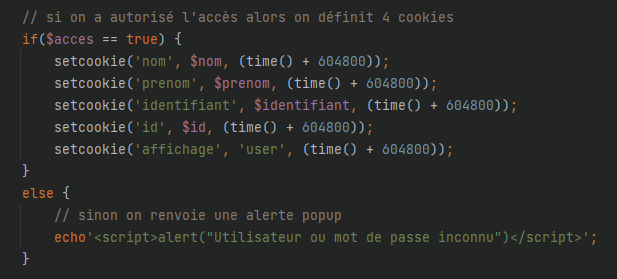 // si on a autorisé l'accès alors on définit 4 cookies
if($acces == true) {
    setcookie('nom', $nom, (time() + 604800));
    setcookie('prenom', $prenom, (time() + 604800));
    setcookie('identifiant', $identifiant, (time() + 604800));
    setcookie('id', $id, (time() + 604800));
    setcookie('affichage', 'user', (time() + 604800));
}
else {
    // sinon on renvoie une alerte popup
    echo'<script>alert("Utilisateur ou mot de passe inconnu")</script>';
}